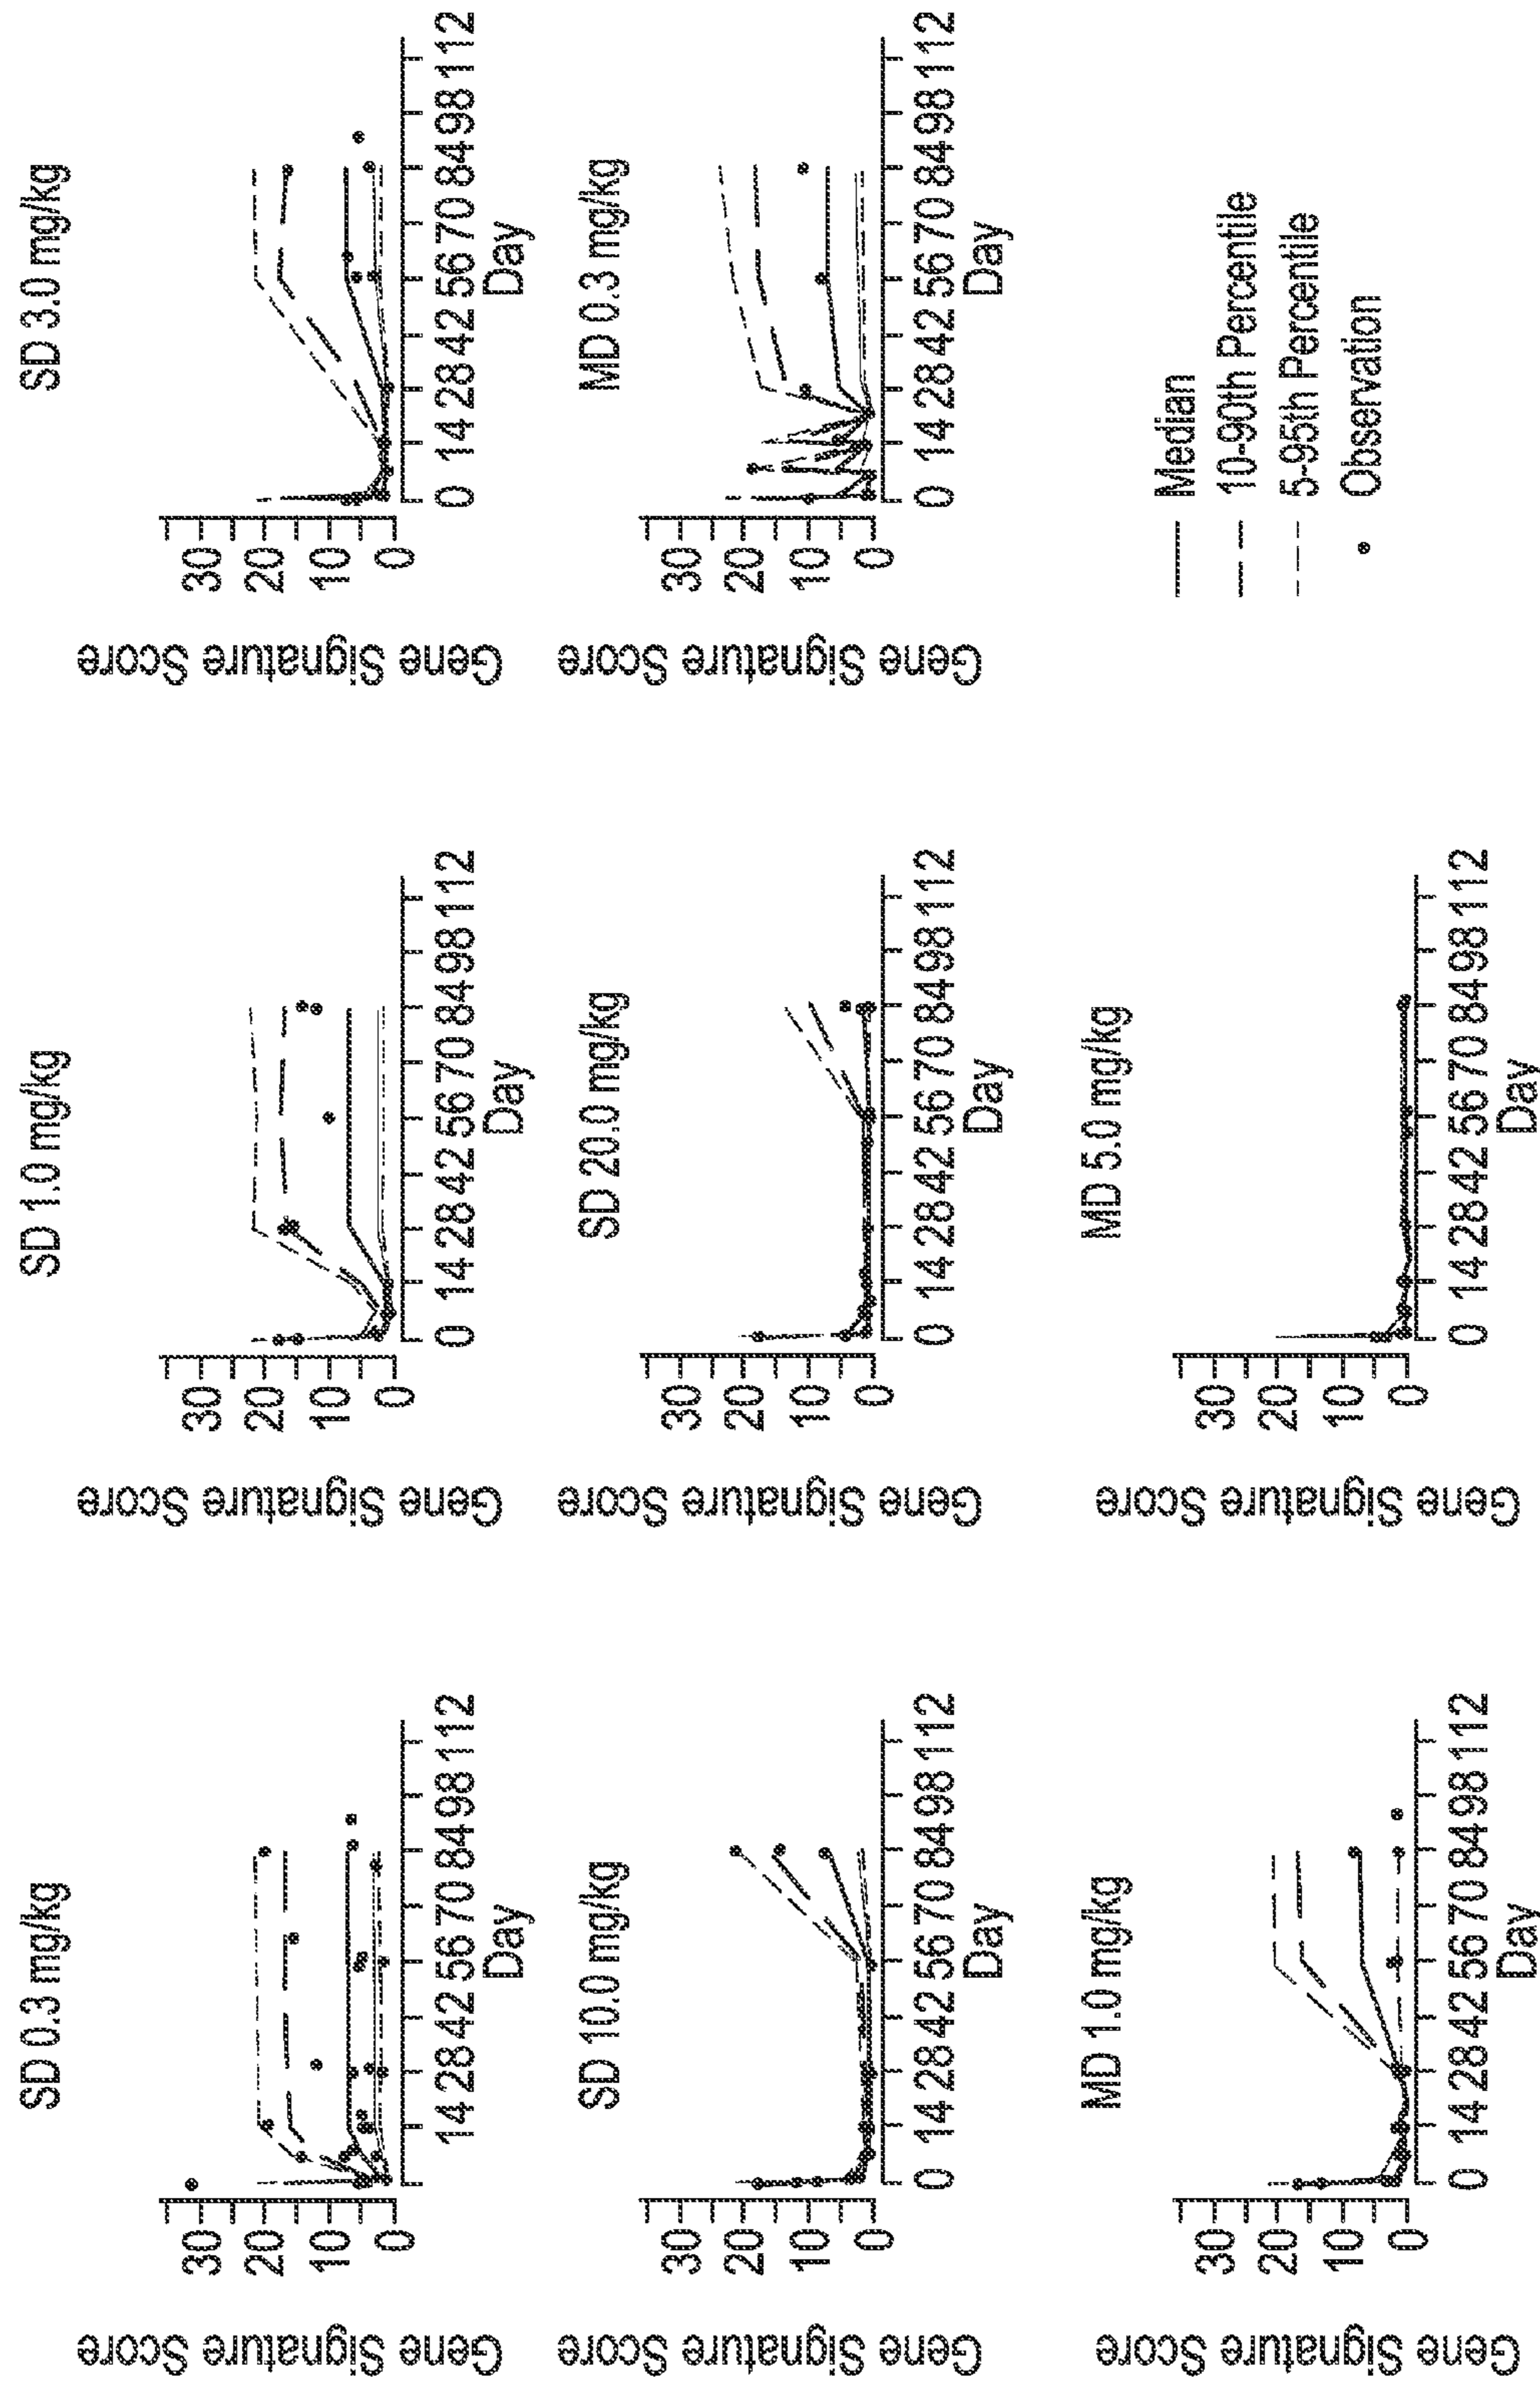 SD 0.3 mg/kg
Gene Signature Score
30
20
10
0
14 28 42 56 70 84 98 112
Day
SD 1.0 mg/kg
Gene Signature Score
30
20
10
0
0 14 28 42 56 70 84 98 112
Day
SD 3.0 mg/kg
Gene Signature Score
30
20
10
0
0 14 28 42 56 70 84 98 112
Day
SD 10.0 mg/kg
Gene Signature Score
30
20
10
0
0 14 28 42 56 70 84 98 112
Day
SD 20.0 mg/kg
Gene Signature Score
30
20
10
0
0 14 28 42 56 70 84 98 112
Day
MD 0.3 mg/kg
Gene Signature Score
30
20
10
0
0 14 28 42 56 70 84 98 112
Day
MD 1.0 mg/kg
Gene Signature Score
30
20
10
0
0 14 28 42 56 70 84 98 112
Day
MD 5.0 mg/kg
Gene Signature Score
30
20
10
0
0 14 28 42 56 70 84 98 112
Day
Median
10-90th Percentile
5-95th Percentile
Observation